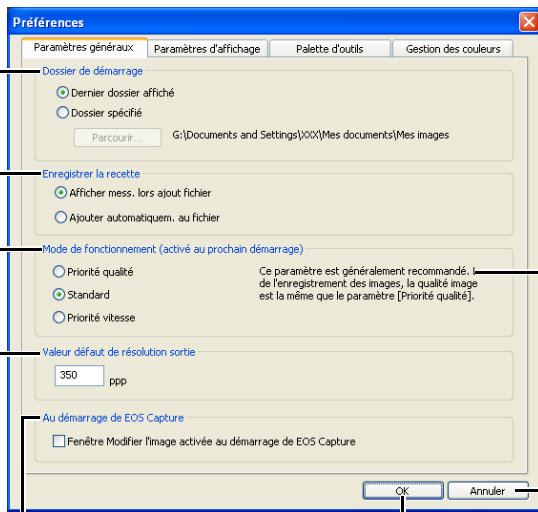 Préférences
Paramètres généraux
Paramètres d'affichage
Palette d'outils
Gestion des couleurs
Dossier de démarrage
Dernier dossier affiché
Dossier spécifié
Parcourir...
G:\Documents and Settings\XXX\Mes documents\Mes images
Enregistrer la recette
Afficher mess. lors ajout fichier
Ajouter automatiquem. au fichier
Mode de fonctionnement (activé au prochain démarrage)
Priorité qualité
Standard
Priorité vitesse
Ce paramètre est généralement recommandé.
de l'enregistrement des images, la qualité image
est la même que le paramètre [Priorité qualité].
Valeur défaut de résolution sortie
350 ppp
Au démarrage de EOS Capture
Fenêtre Modifier l'image activée au démarrage de EOS Capture
OK
Annuler